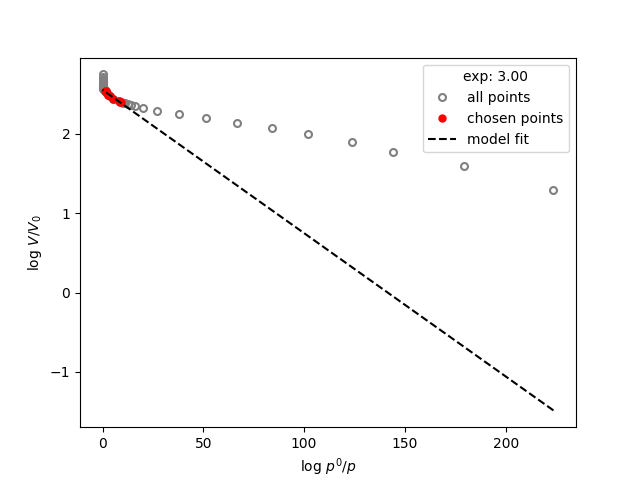 exp: 3.00
all points
chosen points
model fit
log V/V₀
2
1
0
−1
0
50
100
150
200
log p⁰/p